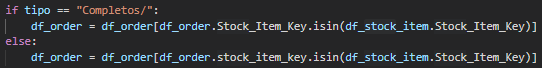 if tipo == "Completos/":
    df_order = df_order[df_order.Stock_Item_Key.isin(df_stock_item.Stock_Item_Key)]
else:
    df_order = df_order[df_order.stock_item_key.isin(df_stock_item.Stock_Item_Key)]